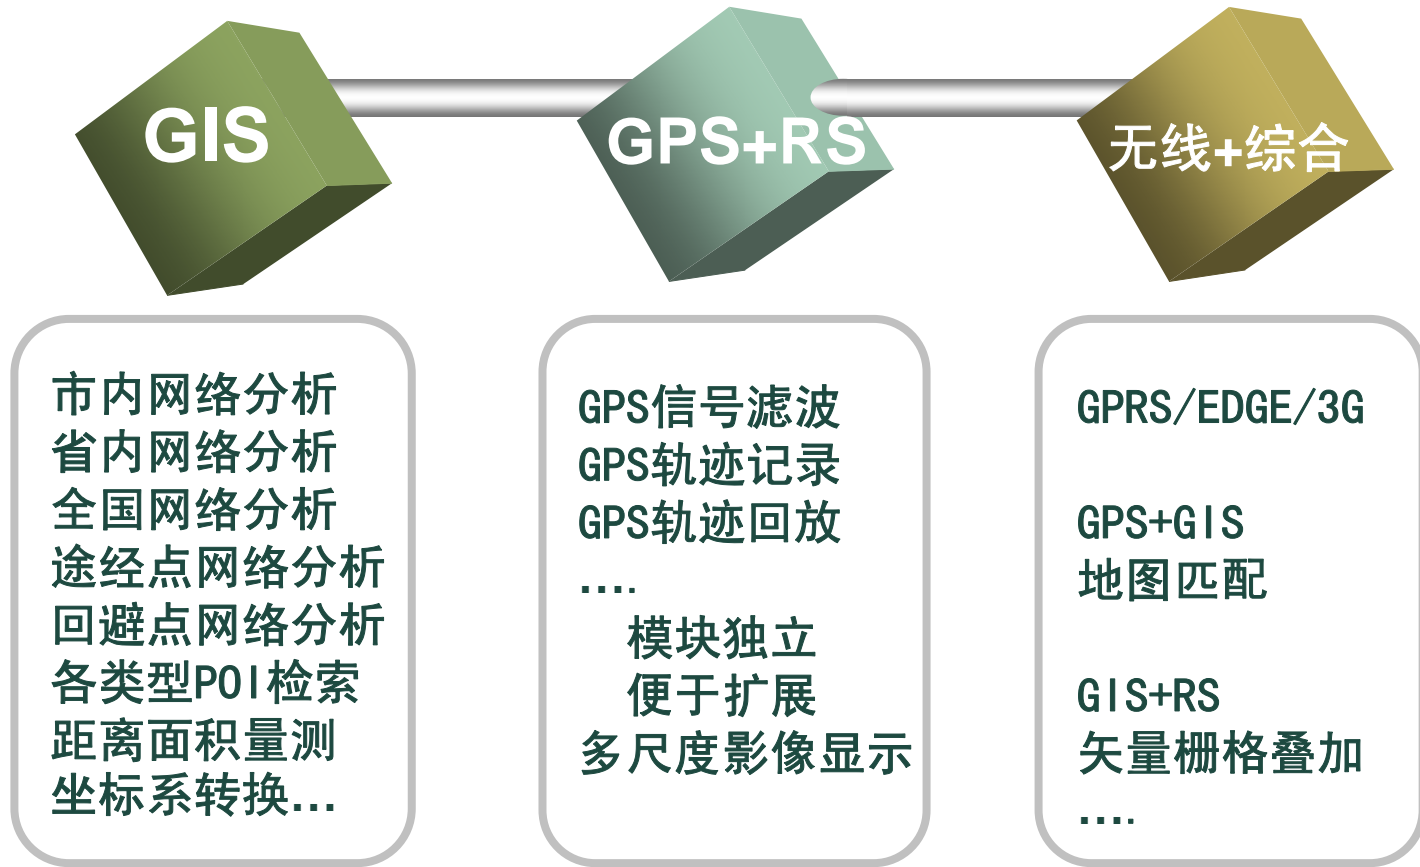 GIS
GPS+RS
无线+综合
市内网络分析
省内网络分析
全国网络分析
途经点网络分析
回避点网络分析
各类型POI检索
距离面积量测
坐标系转换...
GPS信号滤波
GPS轨迹记录
GPS轨迹回放
....
模块独立
便于扩展
多尺度影像显示
GPRS/EDGE/3G
GPS+GIS
地图匹配
GIS+RS
矢量栅格叠加
....